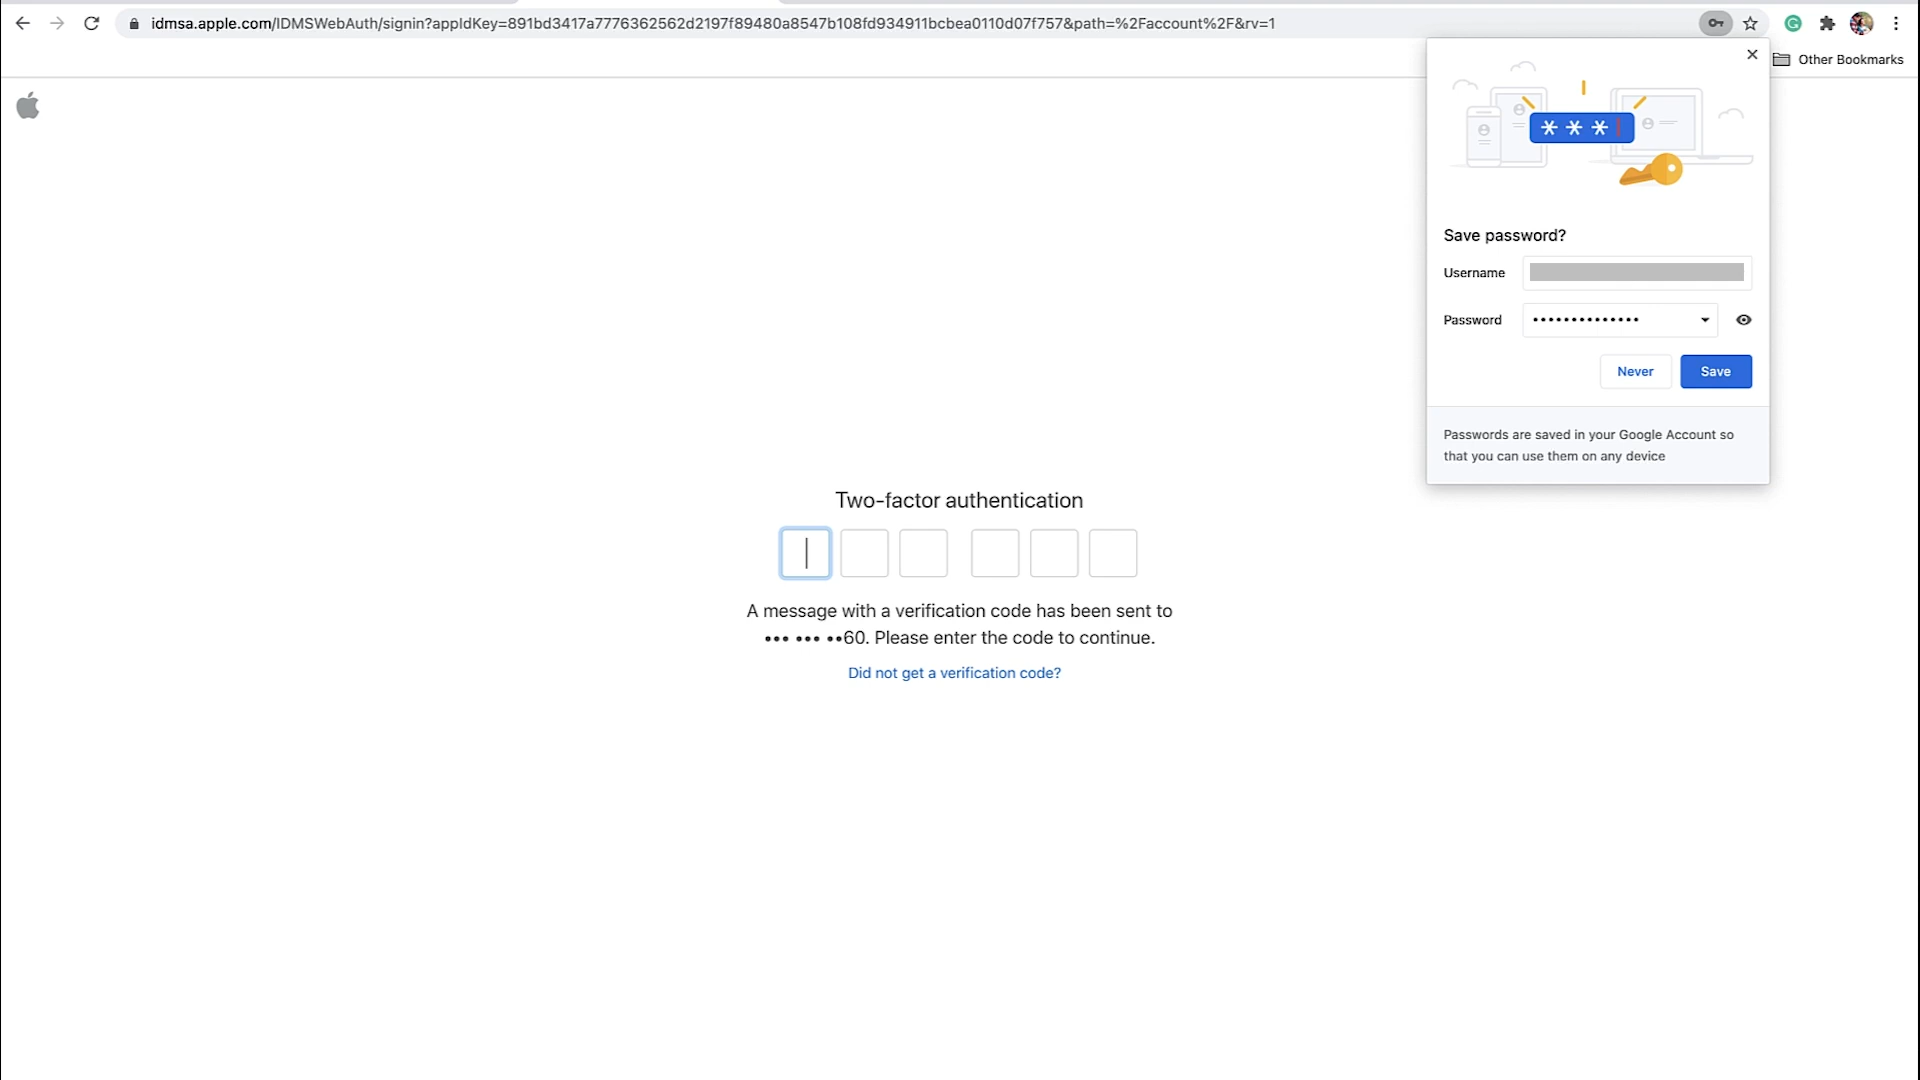 idmsa.apple.com/IDMSWebAuth/signin?appIdKey=891bd3417a7776362562d2197f89480a8547b108fd934911bcbea0110d07f757&path=%2Faccount%2F&rv=1
Other Bookmarks
* * *
Save password?
Username
Password ••••••••••••••
Never Save
Passwords are saved in your Google Account so
that you can use them on any device
Two-factor authentication
A message with a verification code has been sent to
••• ••• ••60. Please enter the code to continue.
Did not get a verification code?